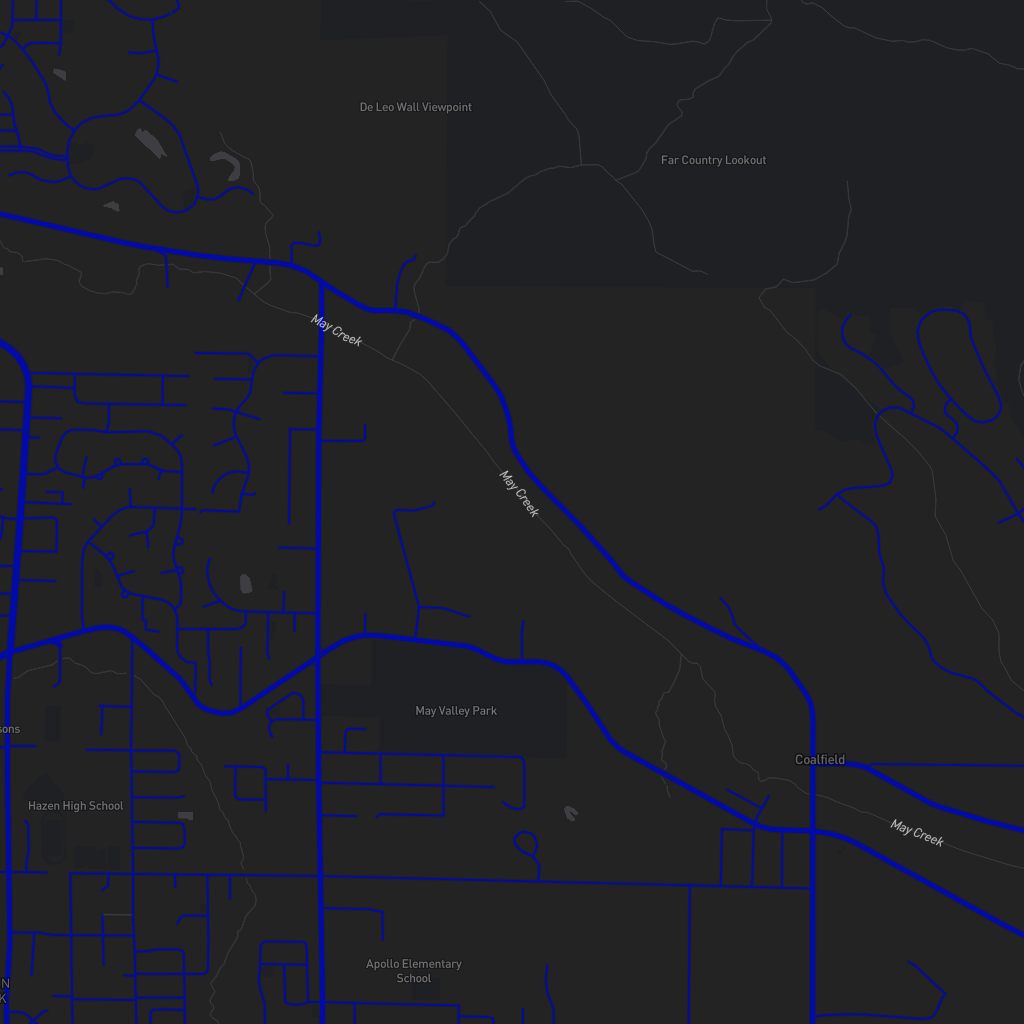 De Leo Wall Viewpoint
Far Country Lookout
May Creek
May Creek
May Valley Park
sons
Coalfield
Hazen High School
May Creek
Apollo Elementary
School
N
K